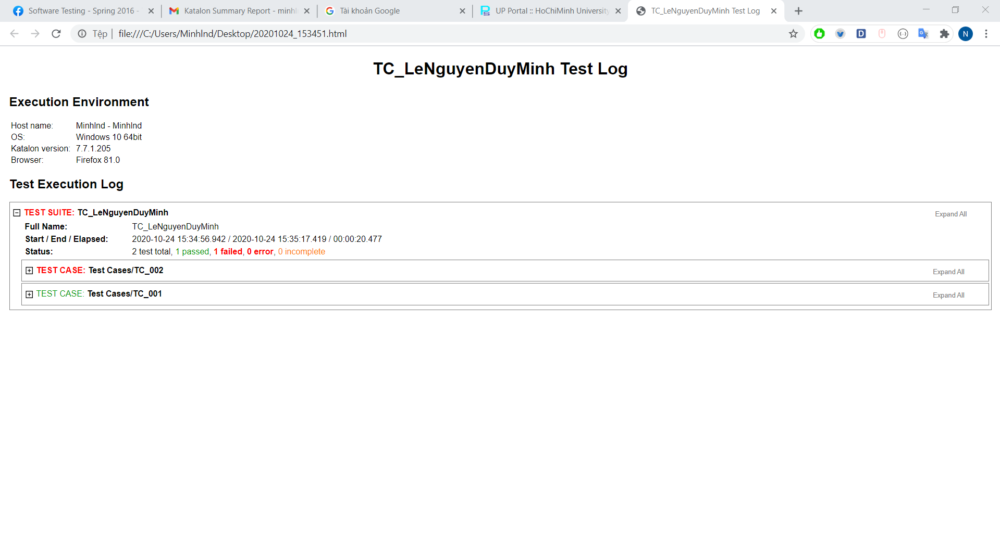 Software Testing - Spring 2016 -
Katalon Summary Report - minhl
Tài khoản Google
UP Portal :: HoChiMinh University
TC_LeNguyenDuyMinh Test Log
Tệp
file:///C:/Users/Minhlnd/Desktop/20201024_153451.html
D
N
TC_LeNguyenDuyMinh Test Log
Execution Environment
Host name: Minhlnd - Minhlnd
OS: Windows 10 64bit
Katalon version: 7.7.1.205
Browser: Firefox 81.0
Test Execution Log
TEST SUITE: TC_LeNguyenDuyMinh Expand All
Full Name: TC_LeNguyenDuyMinh
Start / End / Elapsed: 2020-10-24 15:34:56.942 / 2020-10-24 15:35:17.419 / 00:00:20.477
Status: 2 test total, 1 passed, 1 failed, 0 error, 0 incomplete
TEST CASE: Test Cases/TC_002 Expand All
TEST CASE: Test Cases/TC_001 Expand All